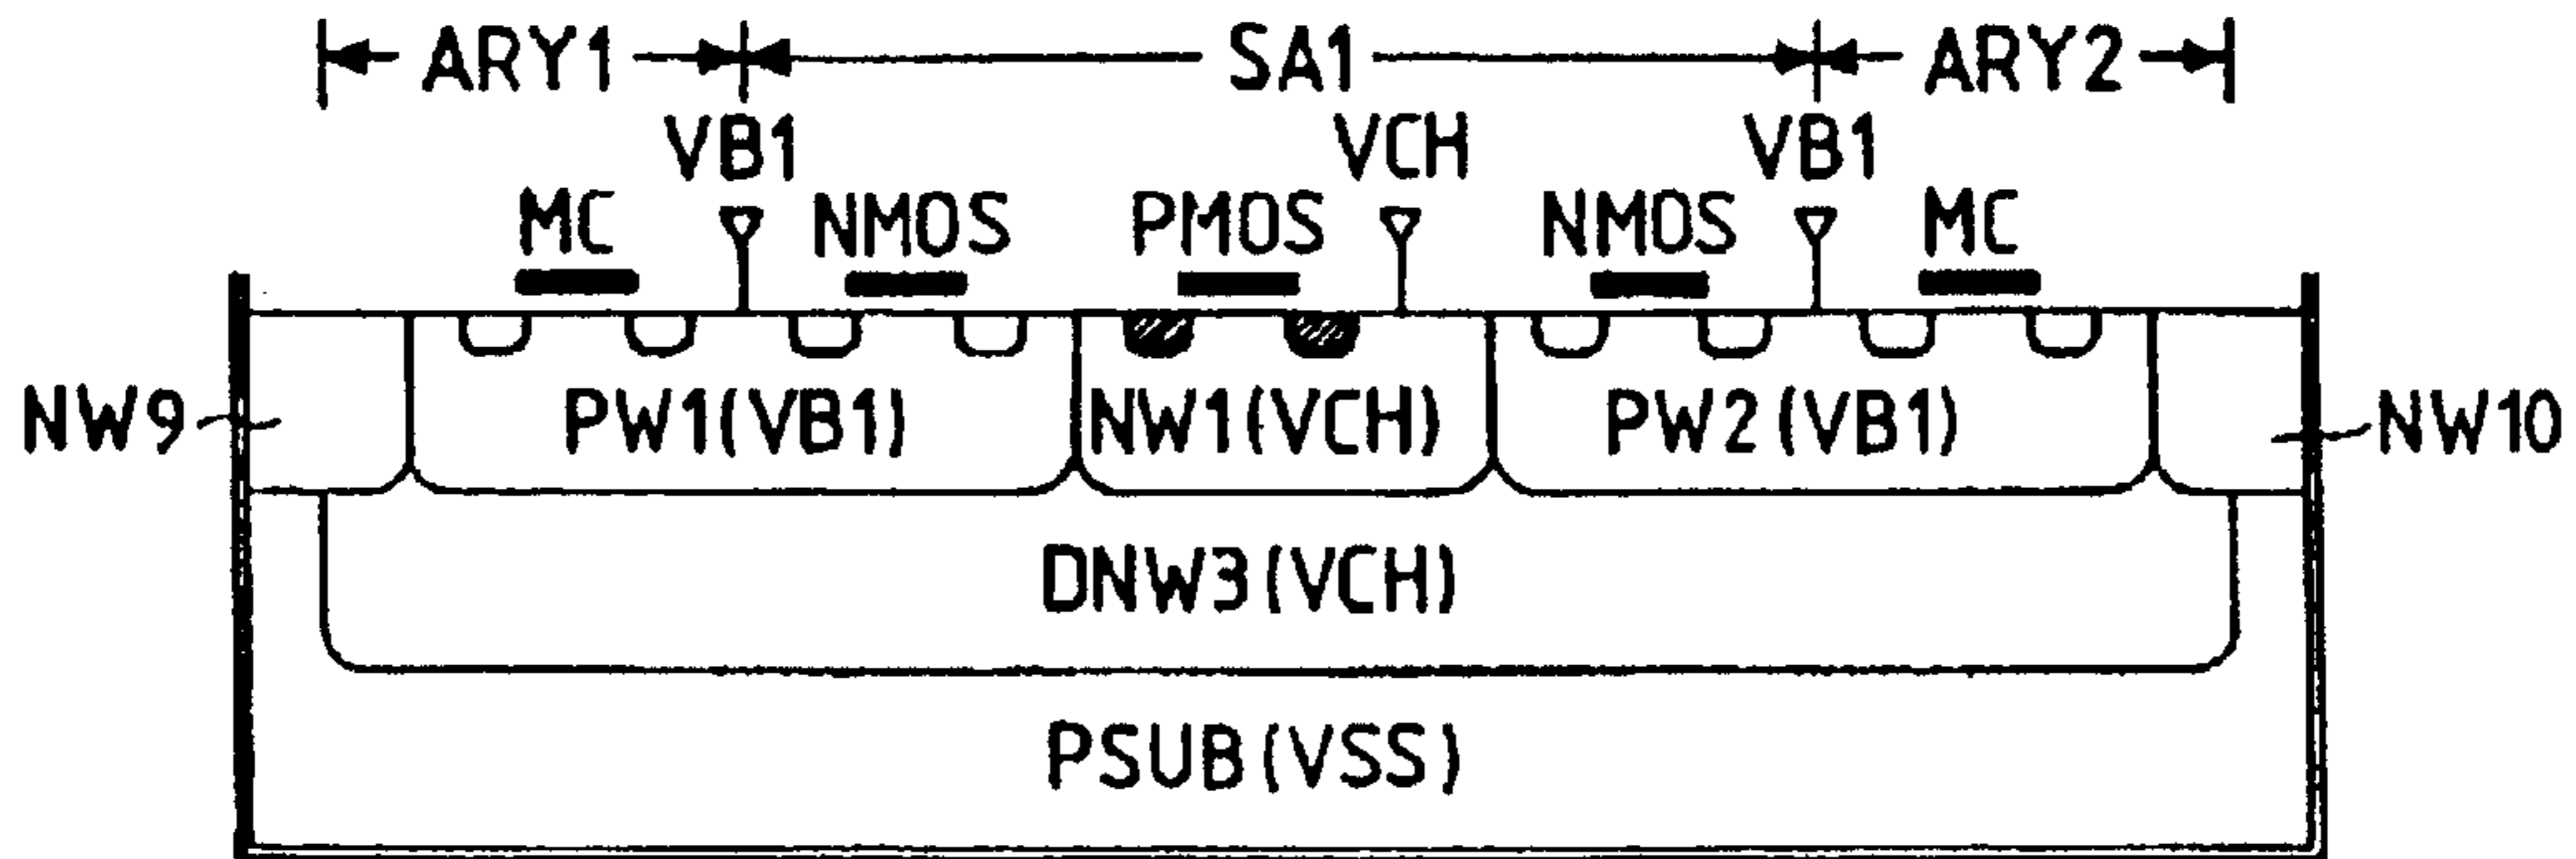 ARY1 SA1 ARY2
VB1 VCH VB1
MC NMOS PMOS NMOS MC
NW9 PW1(VB1) NW1(VCH) PW2(VB1) NW10
DNW3(VCH)
PSUB(VSS)